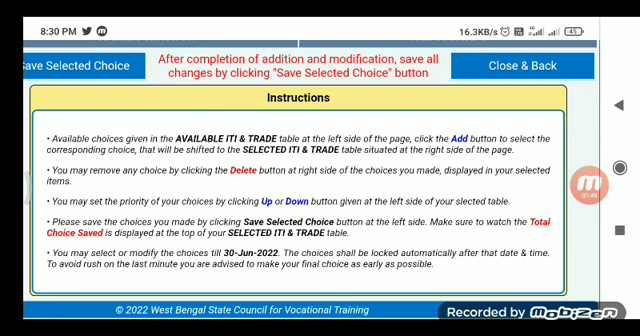 8:30 PM
16.3KB/s
4G
45
Save Selected Choice
After completion of addition and modification, save all
changes by clicking "Save Selected Choice" button
Close & Back
Instructions
• Available choices given in the AVAILABLE ITI & TRADE table at the left side of the page, click the Add button to select the
corresponding choice, that will be shifted to the SELECTED ITI & TRADE table situated at the right side of the page.
• You may remove any choice by clicking the Delete button at right side of the choices you made, displayed in your selected
items.
• You may set the priority of your choices by clicking Up or Down button given at the left side of your slected table.
• Please save the choices you made by clicking Save Selected Choice button at the left side. Make sure to watch the Total
Choice Saved is displayed at the top of your SELECTED ITI & TRADE table.
• You may select or modify the choices till 30-Jun-2022. The choices shall be locked automatically after that date & time.
To avoid rush on the last minute you are advised to make your final choice as early as possible.
01:46
© 2022 West Bengal State Council for Vocational Training
Recorded by Mobizen